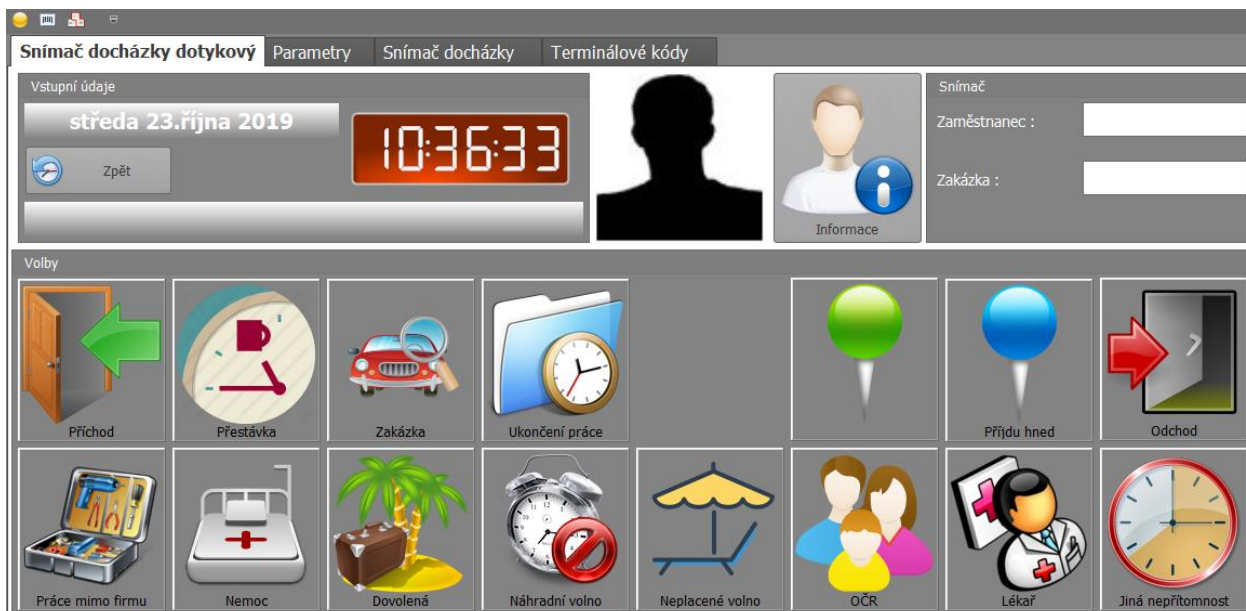 Snímač docházky dotykový Parametry Snímač docházky Terminálové kódy
Vstupní údaje
středa 23.října 2019
10:36:33
Zpět
Informace
Snímač
Zaměstnanec :
Zakázka :
Volby
Příchod Přestávka Zakázka Ukončení práce Příjdu hned Odchod
Práce mimo firmu Nemoc Dovolená Náhradní volno Neplacené volno OČR Lékař Jiná nepřítomnost